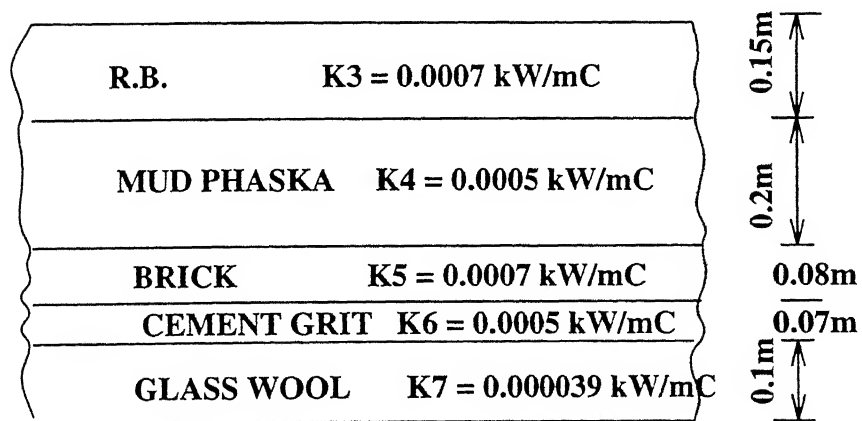 R.B. K3 = 0.0007 kW/mC 0.15m
MUD PHASKA K4 = 0.0005 kW/mC 0.2m
BRICK K5 = 0.0007 kW/mC 0.08m
CEMENT GRIT K6 = 0.0005 kW/mC 0.07m
GLASS WOOL K7 = 0.000039 kW/mC 0.1m